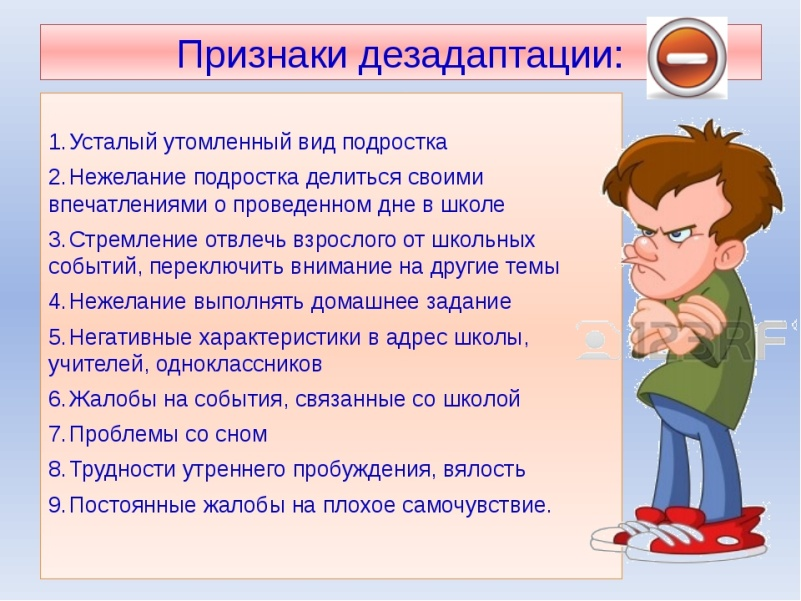 Признаки дезадаптации:
1. Усталый утомленный вид подростка
2. Нежелание подростка делиться своими
впечатлениями о проведенном дне в школе
3. Стремление отвлечь взрослого от школьных
событий, переключить внимание на другие темы
4. Нежелание выполнять домашнее задание
5. Негативные характеристики в адрес школы,
учителей, одноклассников
6. Жалобы на события, связанные со школой
7. Проблемы со сном
8. Трудности утреннего пробуждения, вялость
9. Постоянные жалобы на плохое самочувствие.
123RF